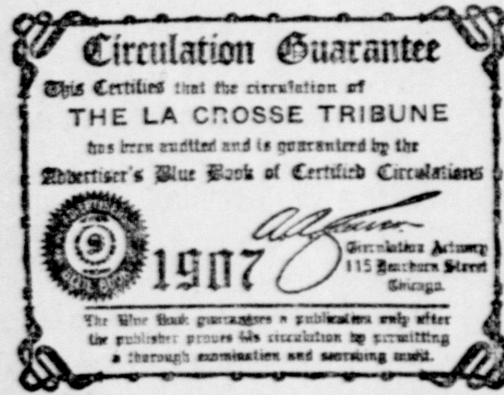 Circulation Guarantee
This Certifies that the circulation of
THE LA CROSSE TRIBUNE
has been audited and is guaranteed by the
Advertiser's Blue Book of Certified Circulations
1907
Circulation Actuary
115 Dearborn Street
Chicago.
The Blue Book guarantees a publication only after
the publisher proves his circulation by permitting
a thorough examination and searching audit.